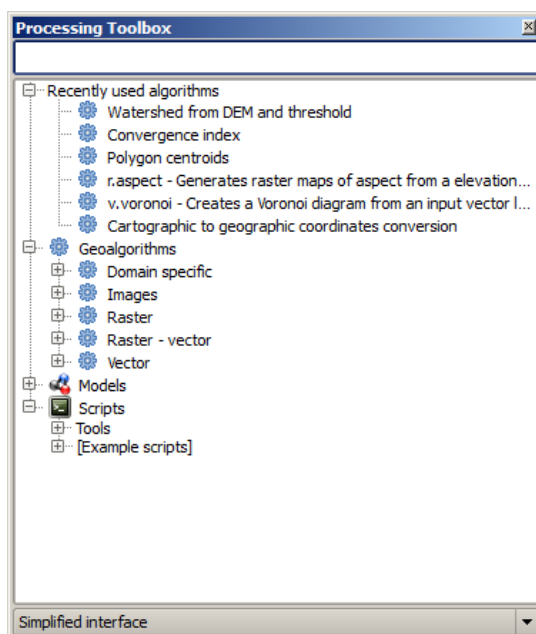 Processing Toolbox
Recently used algorithms
Watershed from DEM and threshold
Convergence index
Polygon centroids
r.aspect - Generates raster maps of aspect from a elevation...
v.voronoi - Creates a Voronoi diagram from an input vector l...
Cartographic to geographic coordinates conversion
Geoalgorithms
Domain specific
Images
Raster
Raster - vector
Vector
Models
Scripts
Tools
[Example scripts]
Simplified interface